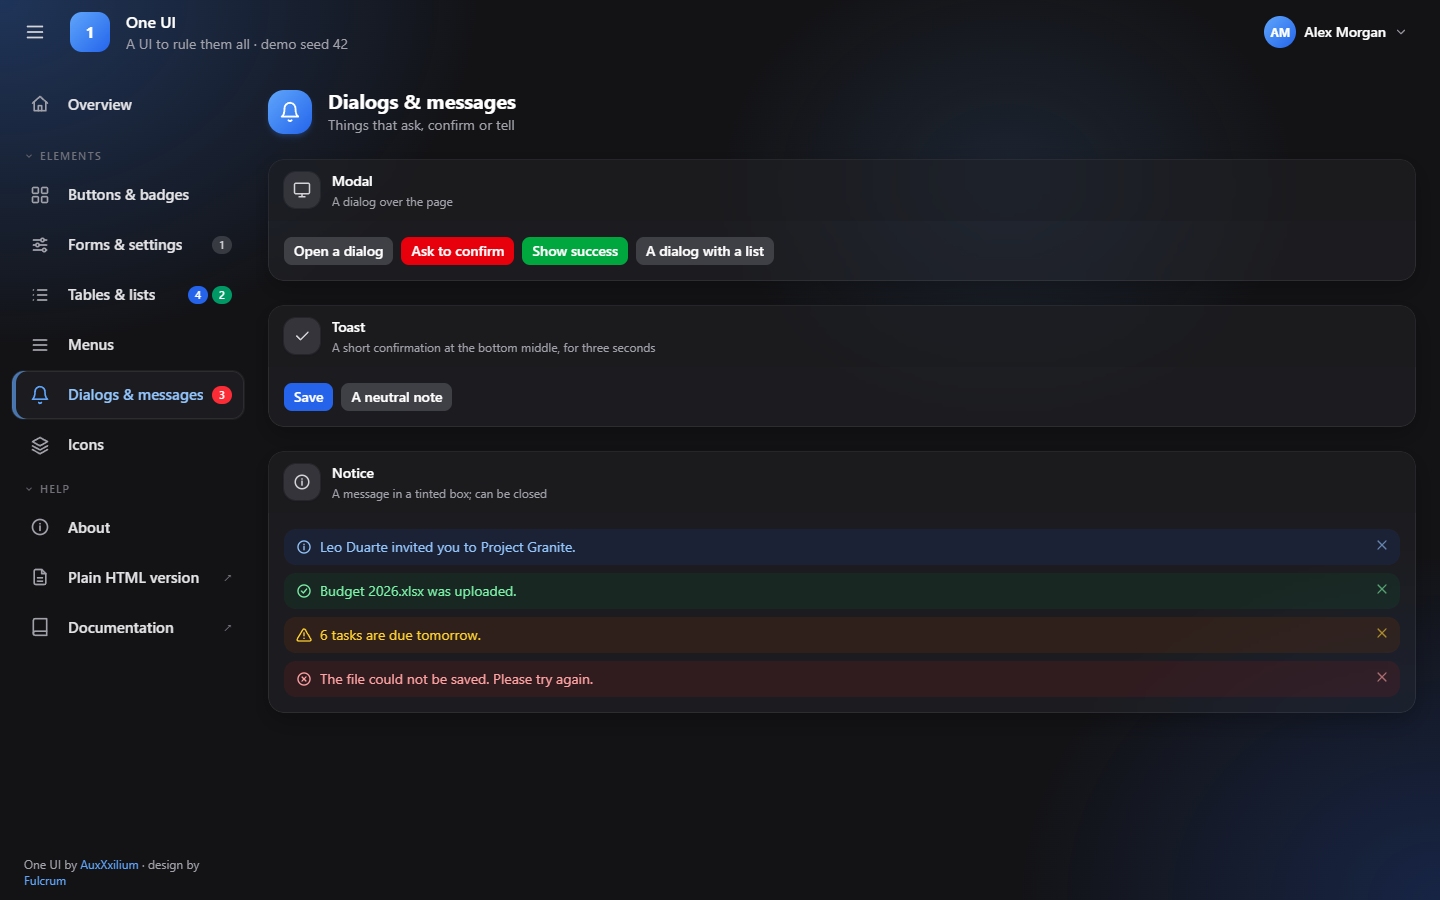 1
One UI
A UI to rule them all · demo seed 42
AM
Alex Morgan
Overview
ELEMENTS
Buttons & badges
Forms & settings 1
Tables & lists 4 2
Menus
Dialogs & messages 3
Icons
HELP
About
Plain HTML version
Documentation
One UI by AuxXxilium · design by
Fulcrum
Dialogs & messages
Things that ask, confirm or tell
Modal
A dialog over the page
Open a dialog
Ask to confirm
Show success
A dialog with a list
Toast
A short confirmation at the bottom middle, for three seconds
Save
A neutral note
Notice
A message in a tinted box; can be closed
Leo Duarte invited you to Project Granite.
Budget 2026.xlsx was uploaded.
6 tasks are due tomorrow.
The file could not be saved. Please try again.